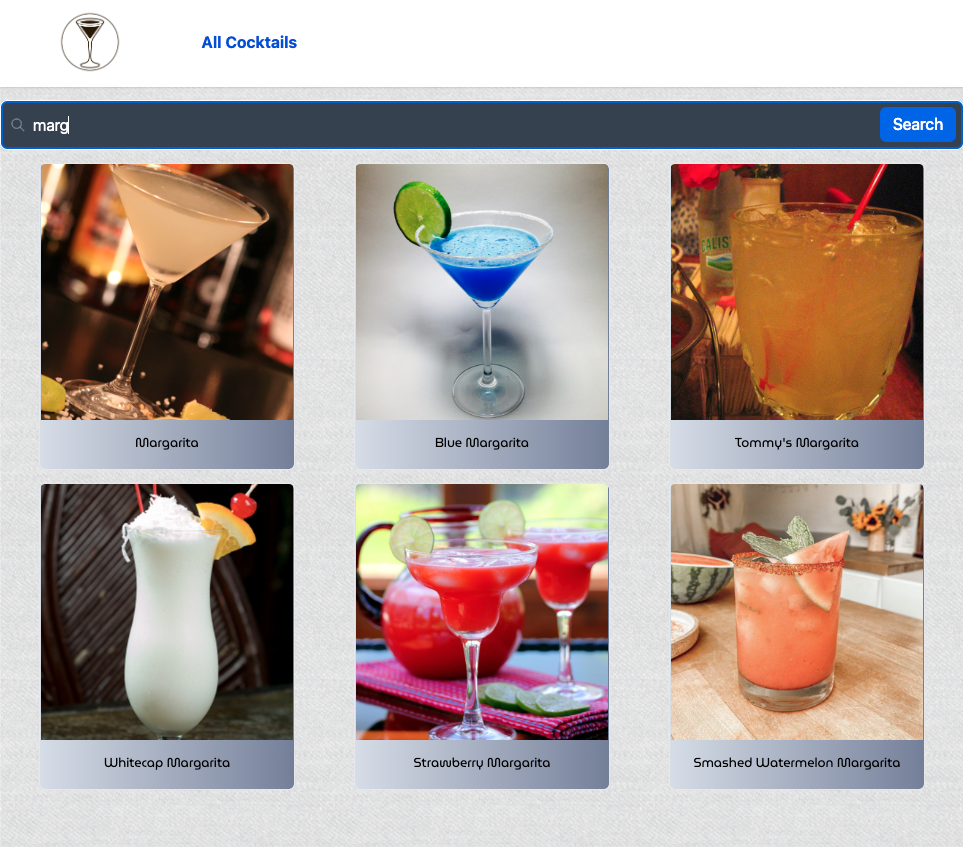 All Cocktails
marg
Search
Margarita
Blue Margarita
Tommy's Margarita
Whitecap Margarita
Strawberry Margarita
Smashed Watermelon Margarita